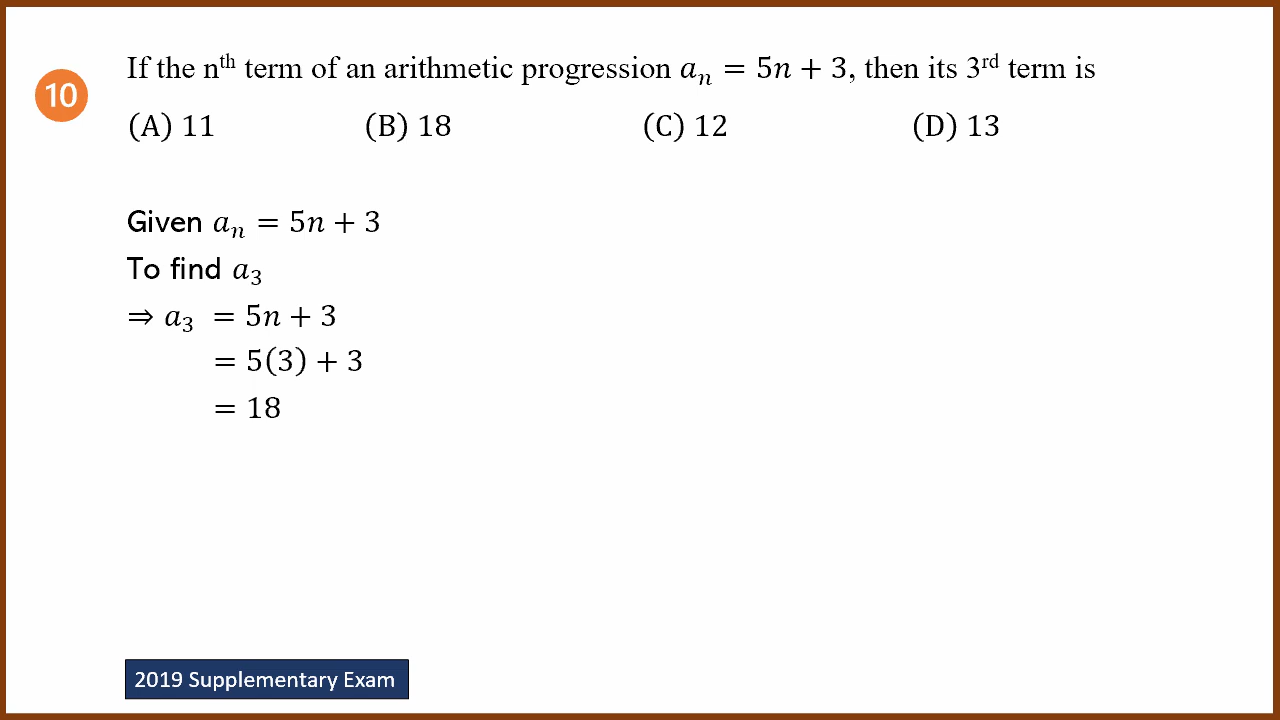 10
If the nth term of an arithmetic progression aₙ = 5n + 3, then its 3rd term is
(A) 11 (B) 18 (C) 12 (D) 13
Given aₙ = 5n + 3
To find a₃
⇒ a₃ = 5n + 3
= 5(3) + 3
= 18
2019 Supplementary Exam